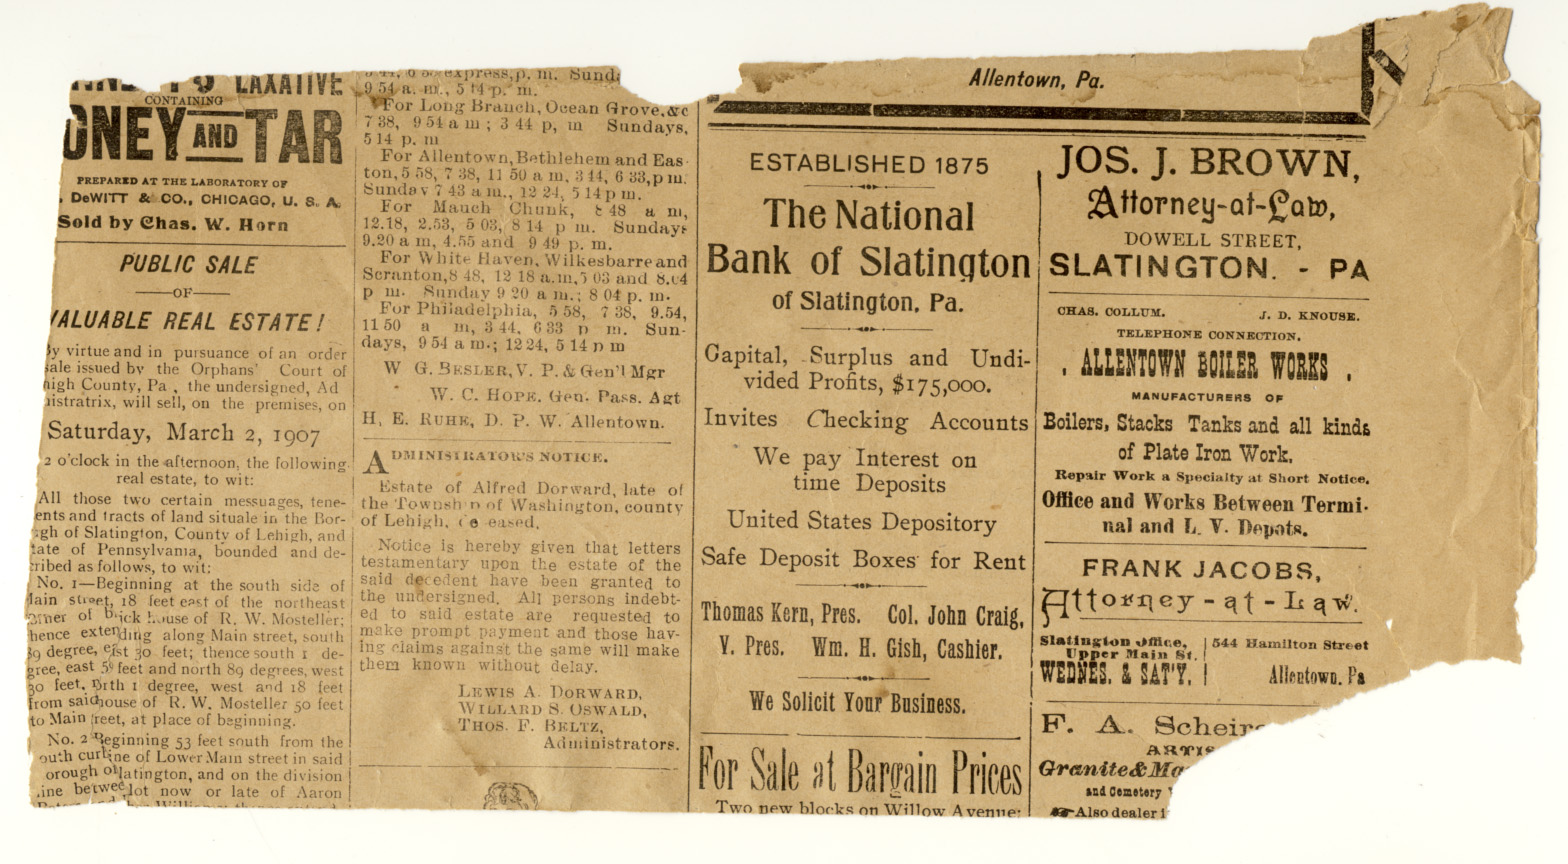 LAXATIVE
CONTAINING
ONEY AND TAR
PREPARED AT THE LABORATORY OF
. DeWITT & CO., CHICAGO, U. S. A.
Sold by Chas. W. Horn
PUBLIC SALE
—OF—
VALUABLE REAL ESTATE!
By virtue and in pursuance of an order
sale issued by the Orphans' Court of
high County, Pa , the undersigned, Ad
nistratrix, will sell, on the premises, on
Saturday, March 2, 1907
2 o'clock in the afternoon, the following
real estate, to wit:
All those two certain messuages, tene-
ents and tracts of land situale in the Bor-
gh of Slatington, County of Lehigh, and
tate of Pennsylvania, bounded and de-
cribed as follows, to wit:
No. 1—Beginning at the south side of
lain street, 18 feet east of the northeast
orner of brick house of R. W. Mosteller;
hence extending along Main street, south
89 degree, east 30 feet; thence south 1 de-
gree, east 50 feet and north 89 degrees, west
30 feet, north 1 degree, west and 18 feet
from said house of R. W. Mosteller 50 feet
to Main treet, at place of beginning.
No. 2 Beginning 53 feet south from the
outh curb line of Lower Main street in said
orough of latington, and on the division
ine between lot now or late of Aaron
express, p. m. Sund
9 54 a. m., 5 14 p. m.
For Long Branch, Ocean Grove,&c
7 38, 9 54 a m ; 3 44 p, m Sundays,
5 14 p. m
For Allentown, Bethlehem and Eas-
ton, 5 58, 7 38, 11 50 a m, 3 44, 6 33, p m.
Sunday 7 43 a m., 12 24, 5 14 p m.
For Mauch Chunk, 8 48 a m,
12.18, 2.53, 5 03, 8 14 p m. Sundays
9.20 a m, 4.55 and 9 49 p. m.
For White Haven, Wilkesbarre and
Scranton, 8 48, 12 18 a.m, 5 03 and 8.04
p m. Sunday 9 20 a m.; 8 04 p. m.
For Philadelphia, 5 58, 7 38, 9.54,
11 50 a m, 3 44, 6 33 p m. Sun-
days, 9 54 a m.; 12 24, 5 14 p m
W G. BESLER, V. P. & Gen'l Mgr
W. C. HOPE. Gen. Pass. Agt
H, E. RUHE, D. P. W. Allentown.
ADMINISTRATOR'S NOTICE.
Estate of Alfred Dorward, late of
the Township of Washington, county
of Lehigh, deceased,
Notice is hereby given that letters
testamentary upon the estate of the
said decedent have been granted to
the undersigned. All persons indebt-
ed to said estate are requested to
make prompt payment and those hav-
ing claims against the same will make
them known without delay.
LEWIS A. DORWARD,
WILLARD S. OSWALD,
THOS. F. BELTZ,
Administrators.
Allentown, Pa.
ESTABLISHED 1875
The National
Bank of Slatington
of Slatington, Pa.
Capital, Surplus and Undi-
vided Profits, $175,000.
Invites Checking Accounts
We pay Interest on
time Deposits
United States Depository
Safe Deposit Boxes for Rent
Thomas Kern, Pres. Col. John Craig,
V. Pres. Wm. H. Gish, Cashier.
We Solicit Your Business.
For Sale at Bargain Prices
Two new blocks on Willow Avenue;
JOS. J. BROWN,
Attorney-at-Law,
DOWELL STREET,
SLATINGTON. - PA
CHAS. COLLUM. J. D. KNOUSE.
TELEPHONE CONNECTION.
ALLENTOWN BOILER WORKS
MANUFACTURERS OF
Boilers, Stacks Tanks and all kinds
of Plate Iron Work.
Repair Work a Specialty at Short Notice.
Office and Works Between Termi-
nal and L. V. Depots.
FRANK JACOBS,
Attorney-at-Law.
Slatington Office, 544 Hamilton Street
Upper Main St.
WEDNES. & SAT'Y. Allentown. Pa
F. A. Scheir
ARTIS
Granite & Ma
and Cemetery
Also dealer i